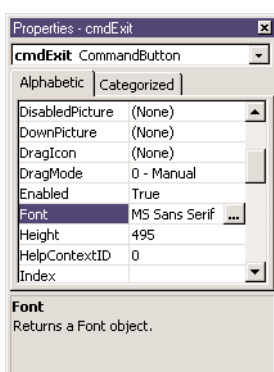 Properties - cmdExit
cmdExit CommandButton
Alphabetic Categorized
DisabledPicture (None)
DownPicture (None)
DragIcon (None)
DragMode 0 - Manual
Enabled True
Font MS Sans Serif ...
Height 495
HelpContextID 0
Index
Font
Returns a Font object.